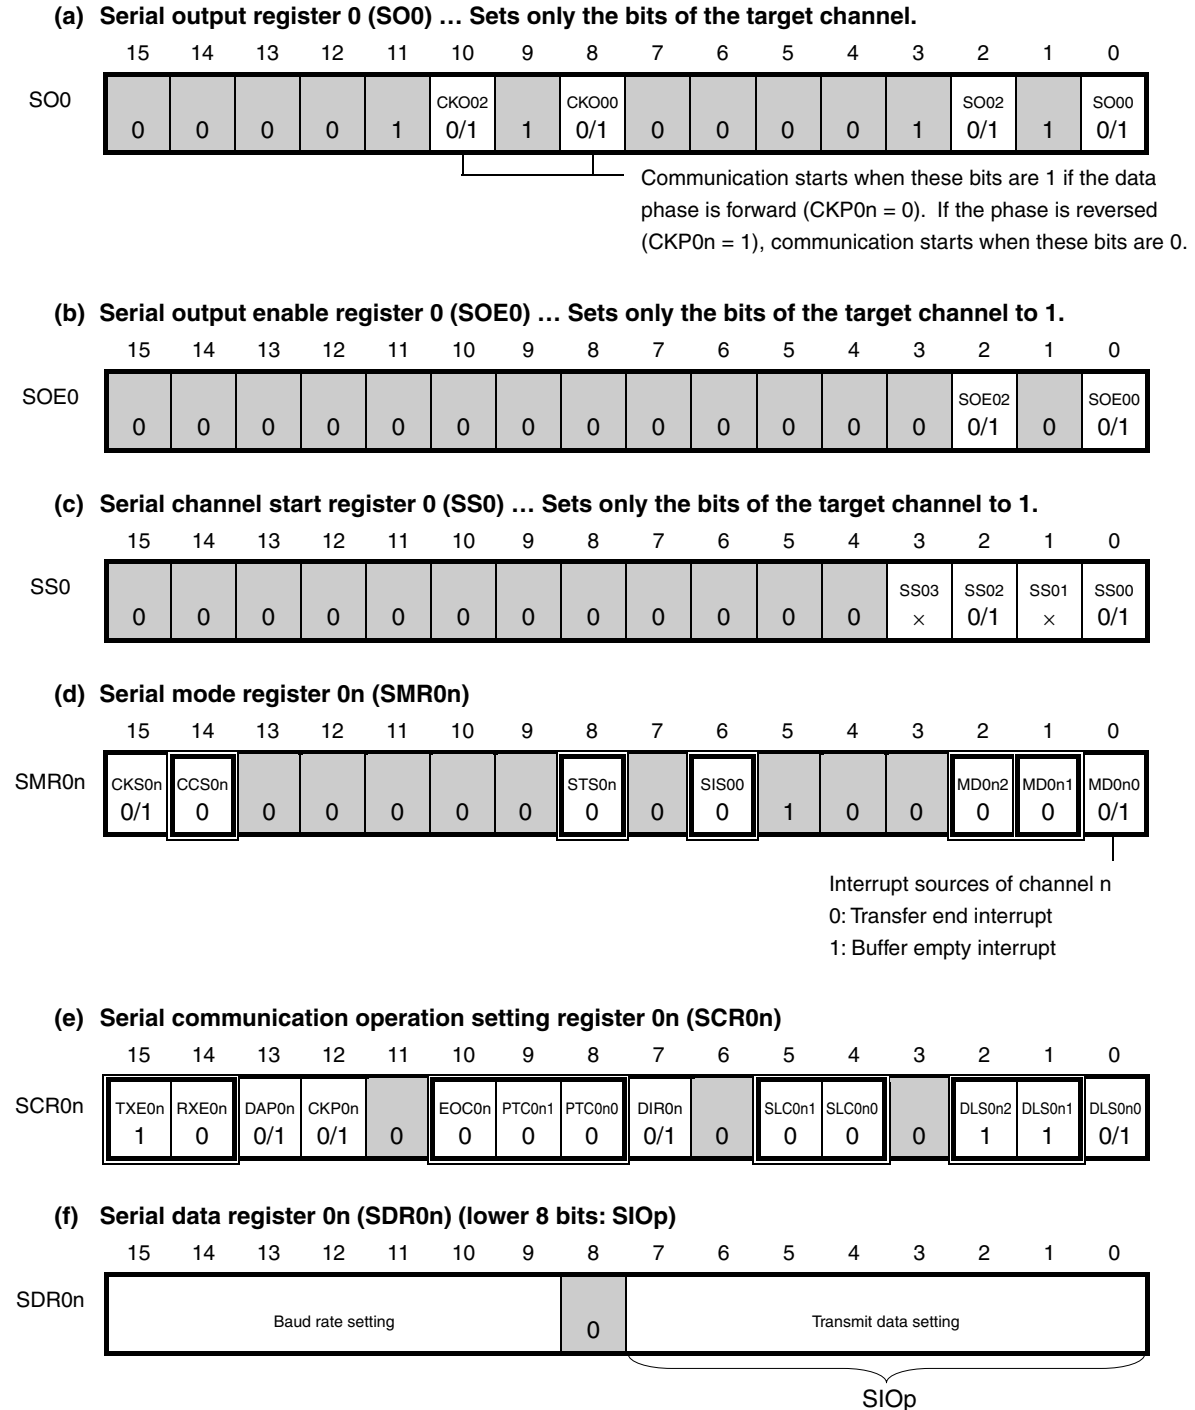 (a) Serial output register 0 (SO0) … Sets only the bits of the target channel.
15 14 13 12 11 10 9 8 7 6 5 4 3 2 1 0
SO0
CKO02 CKO00 SO02 SO00
0 0 0 0 1 0/1 1 0/1 0 0 0 0 1 0/1 1 0/1
Communication starts when these bits are 1 if the data
phase is forward (CKP0n = 0). If the phase is reversed
(CKP0n = 1), communication starts when these bits are 0.
(b) Serial output enable register 0 (SOE0) … Sets only the bits of the target channel to 1.
15 14 13 12 11 10 9 8 7 6 5 4 3 2 1 0
SOE0
SOE02 SOE00
0 0 0 0 0 0 0 0 0 0 0 0 0 0/1 0 0/1
(c) Serial channel start register 0 (SS0) … Sets only the bits of the target channel to 1.
15 14 13 12 11 10 9 8 7 6 5 4 3 2 1 0
SS0
SS03 SS02 SS01 SS00
0 0 0 0 0 0 0 0 0 0 0 0 × 0/1 × 0/1
(d) Serial mode register 0n (SMR0n)
15 14 13 12 11 10 9 8 7 6 5 4 3 2 1 0
SMR0n
CKS0n CCS0n STS0n SIS00 MD0n2 MD0n1 MD0n0
0/1 0 0 0 0 0 0 0 0 0 1 0 0 0 0 0/1
Interrupt sources of channel n
0: Transfer end interrupt
1: Buffer empty interrupt
(e) Serial communication operation setting register 0n (SCR0n)
15 14 13 12 11 10 9 8 7 6 5 4 3 2 1 0
SCR0n
TXE0n RXE0n DAP0n CKP0n EOC0n PTC0n1 PTC0n0 DIR0n SLC0n1 SLC0n0 DLS0n2 DLS0n1 DLS0n0
1 0 0/1 0/1 0 0 0 0 0/1 0 0 0 0 1 1 0/1
(f) Serial data register 0n (SDR0n) (lower 8 bits: SIOp)
15 14 13 12 11 10 9 8 7 6 5 4 3 2 1 0
SDR0n
Baud rate setting 0 Transmit data setting
SIOp